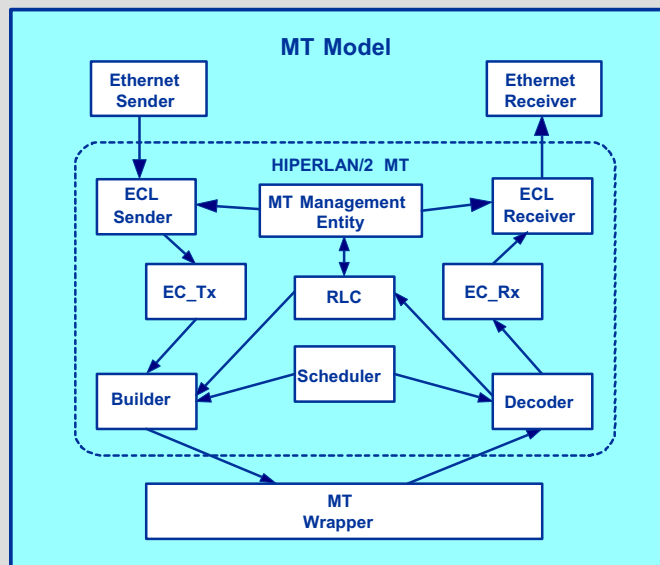 MT Model
Ethernet
Sender
Ethernet
Receiver
HIPERLAN/2 MT
ECL
Sender
MT Management
Entity
ECL
Receiver
EC_Tx
RLC
EC_Rx
Builder
Scheduler
Decoder
MT
Wrapper